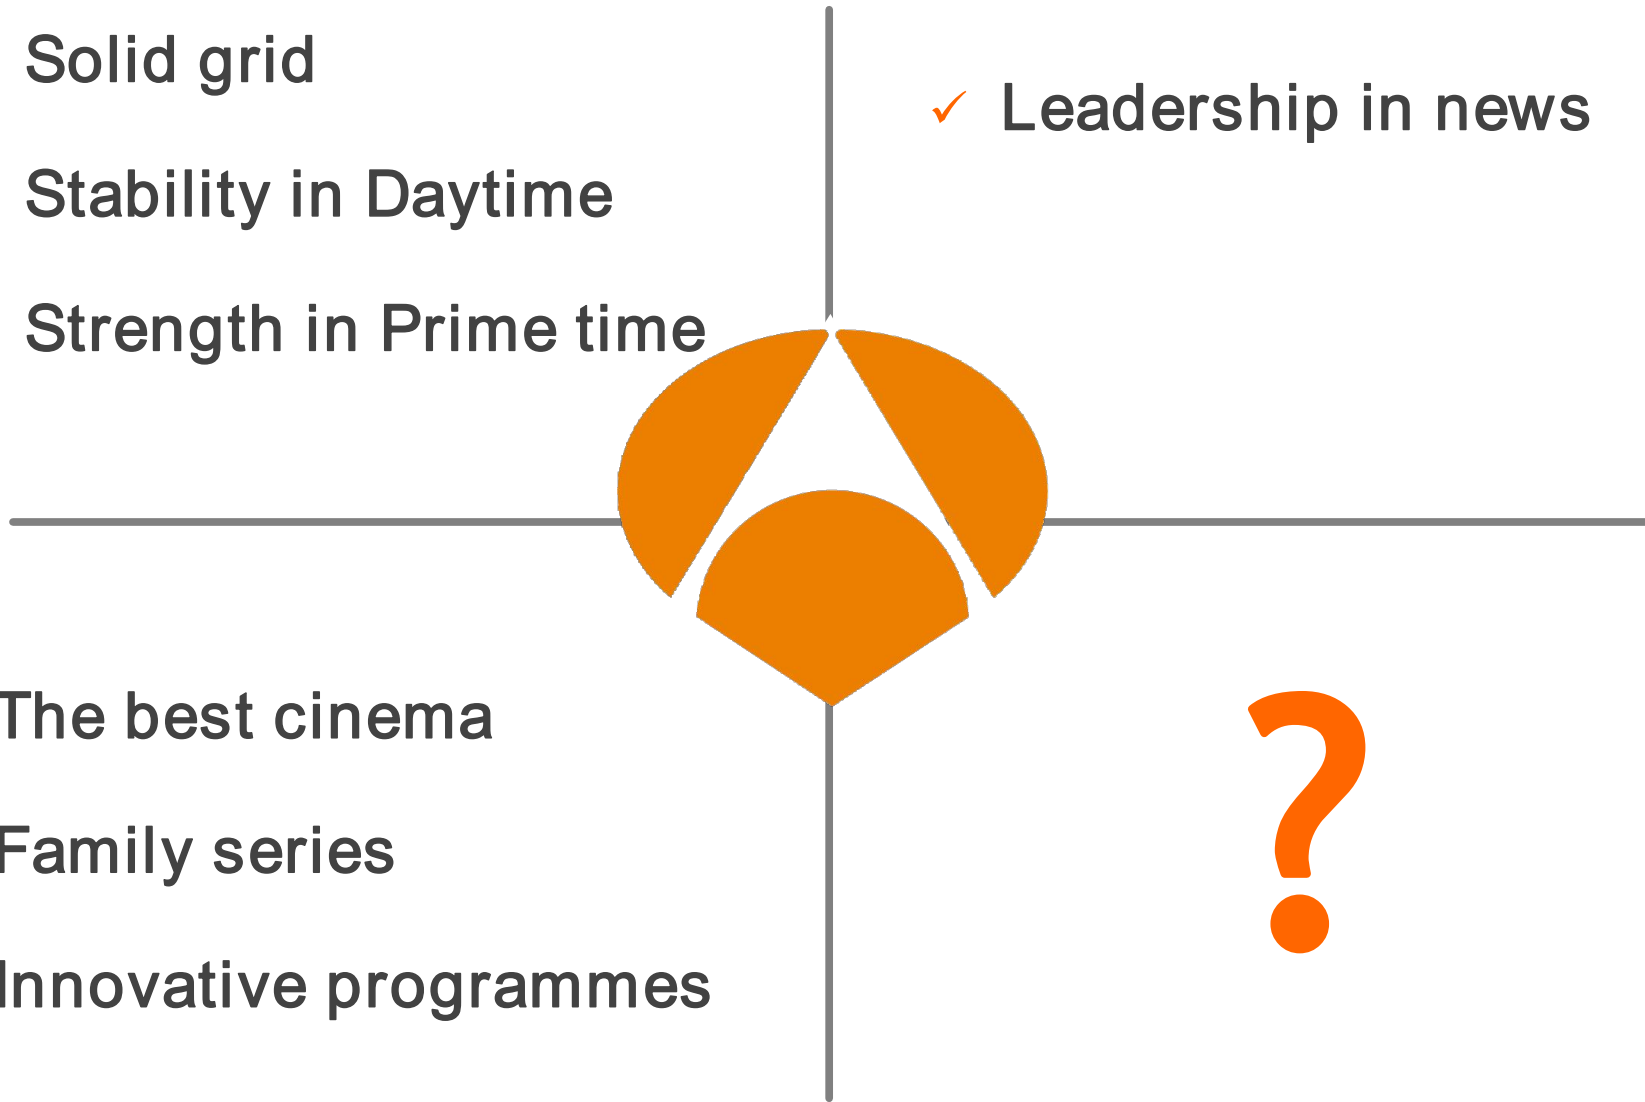 Solid grid
Stability in Daytime
Strength in Prime time
✓ Leadership in news
The best cinema
Family series
Innovative programmes
?